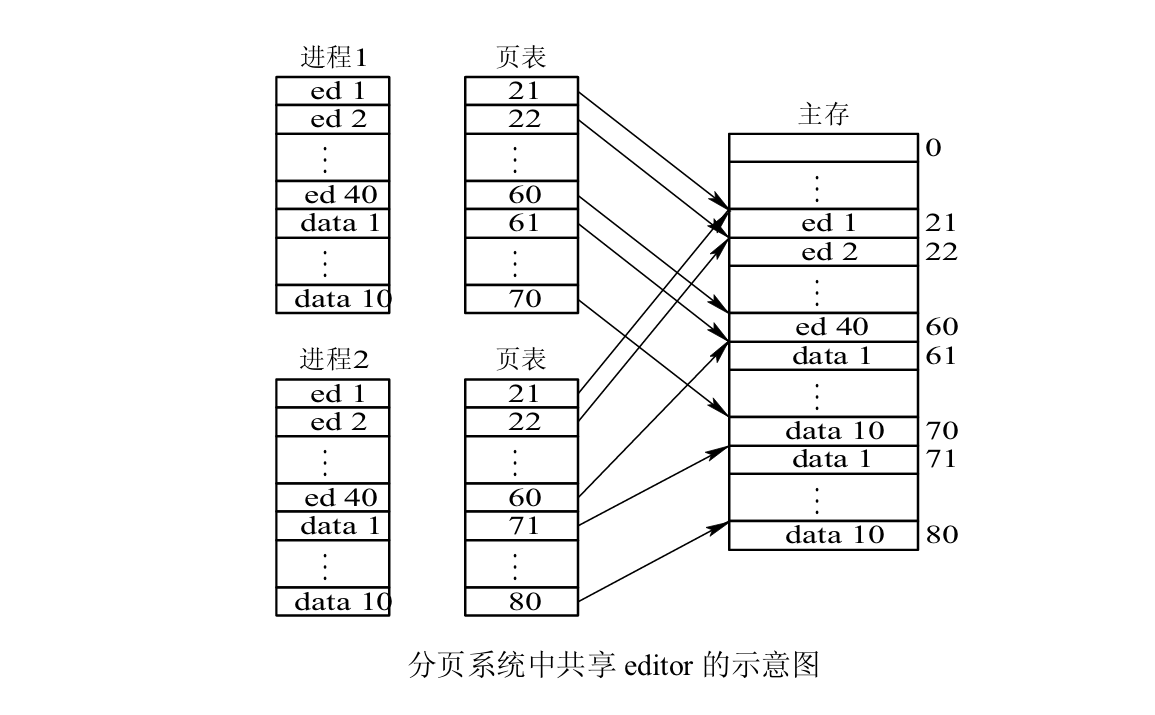 进程1
ed 1
ed 2
⋮
ed 40
data 1
⋮
data 10
页表
21
22
⋮
60
61
⋮
70
进程2
ed 1
ed 2
⋮
ed 40
data 1
⋮
data 10
页表
21
22
⋮
60
71
⋮
80
主存
0
⋮
ed 1 21
ed 2 22
⋮
ed 40 60
data 1 61
⋮
data 10 70
data 1 71
⋮
data 10 80
分页系统中共享 editor 的示意图